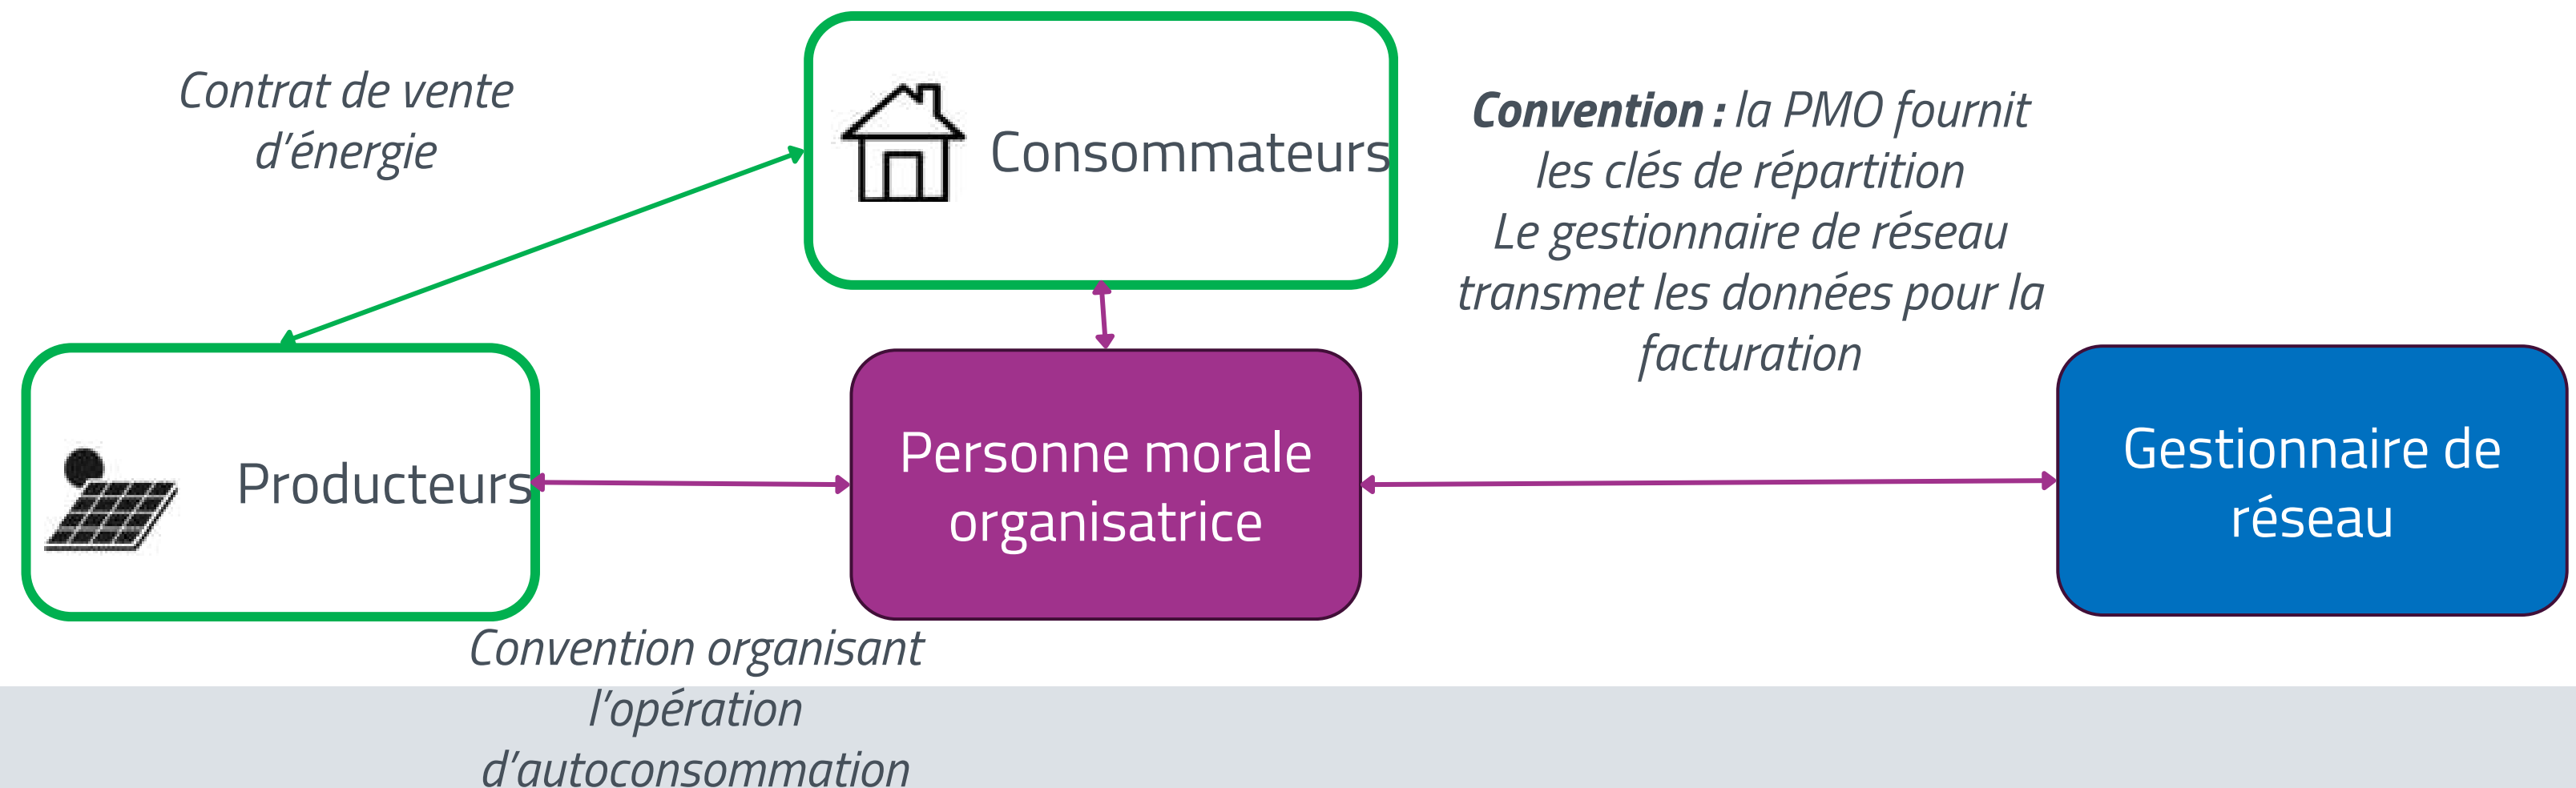 Contrat de vente
d’énergie
Consommateurs
Convention : la PMO fournit
les clés de répartition
Le gestionnaire de réseau
transmet les données pour la
facturation
Producteurs
Personne morale
organisatrice
Gestionnaire de
réseau
Convention organisant
l’opération
d’autoconsommation